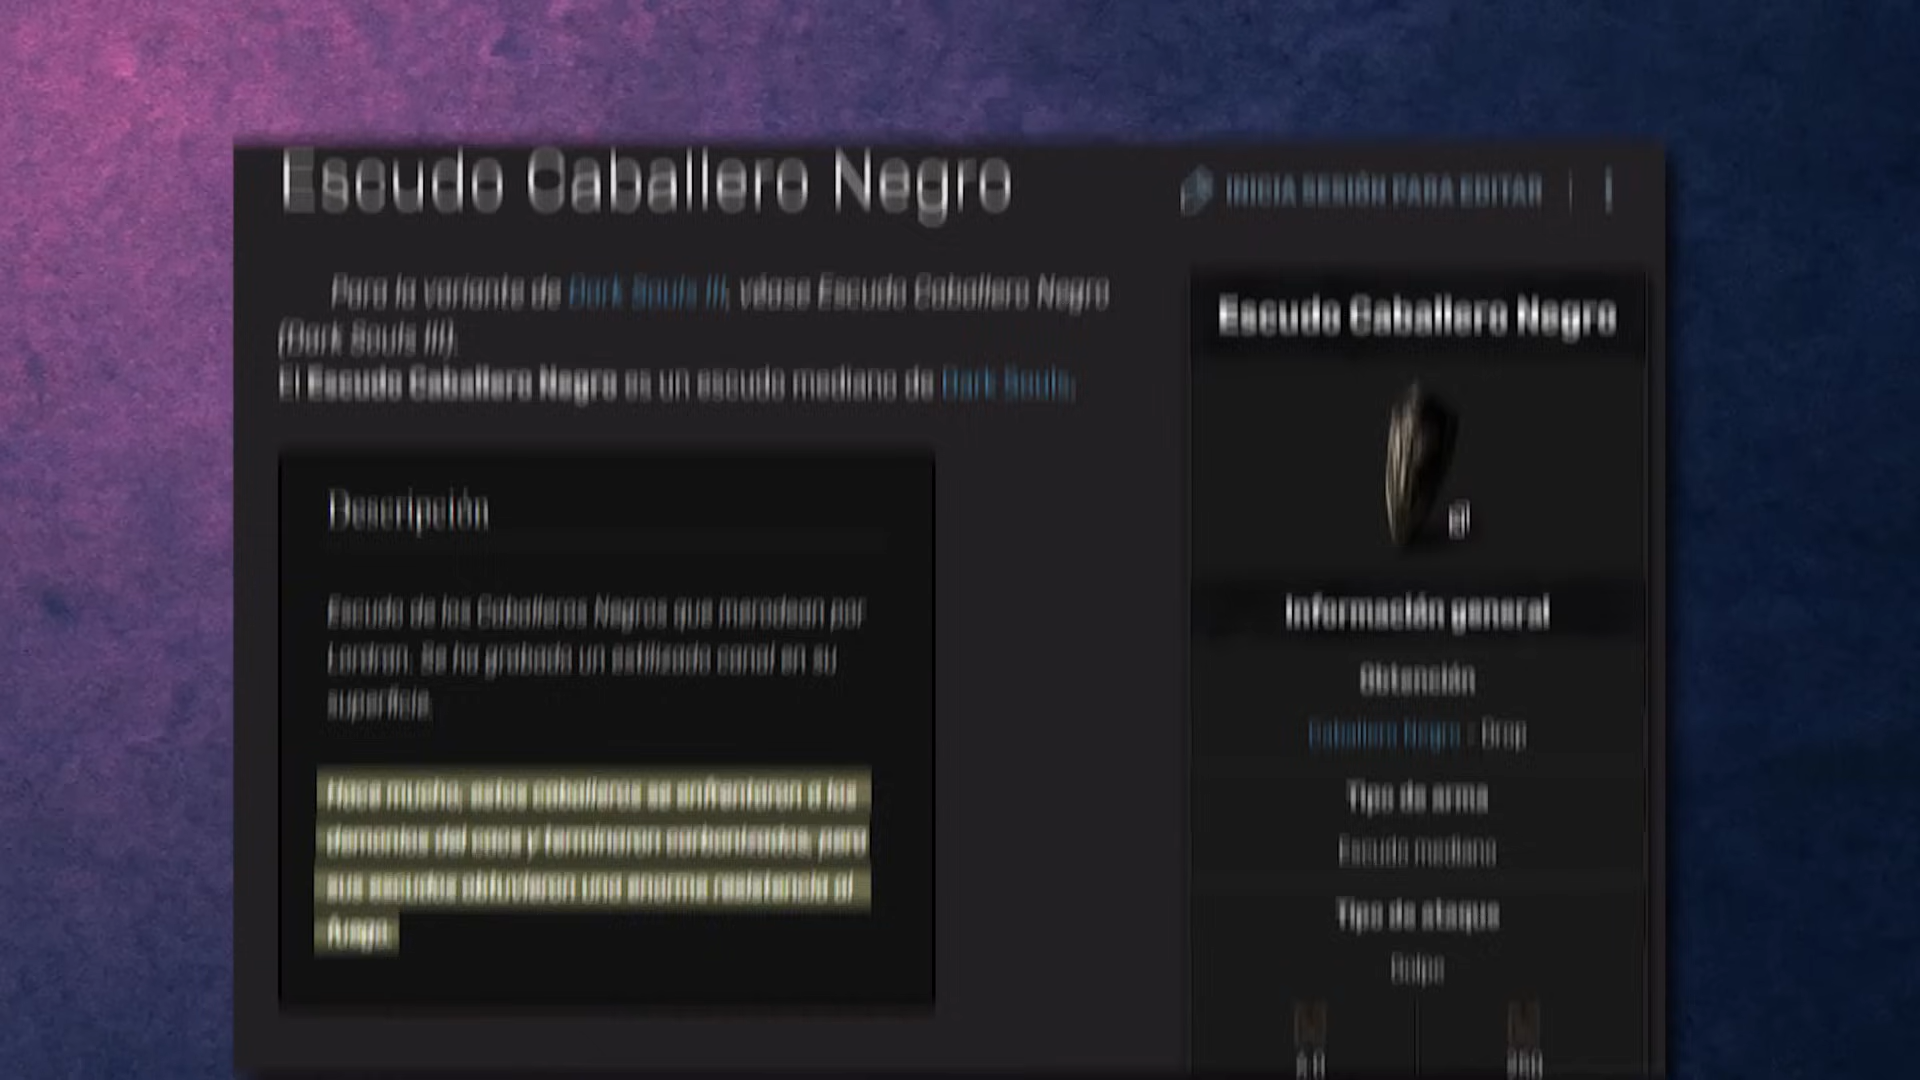 Escudo Caballero Negro
INICIA SESIÓN PARA EDITAR
Para la variante de Dark Souls III, véase Escudo Caballero Negro
(Dark Souls III).
El Escudo Caballero Negro es un escudo mediano de Dark Souls.
Descripción
Escudo de los Caballeros Negros que merodean por
Lordran. Se ha grabado un estilizado canal en su
superficie.
Hace mucho, estos caballeros se enfrentaron a los
demonios del caos y terminaron carbonizados, pero
sus escudos obtuvieron una enorme resistencia al
fuego.
Escudo Caballero Negro
Información general
Obtención
Caballero Negro - Drop
Tipo de arma
Escudo mediano
Tipo de ataque
Golpe